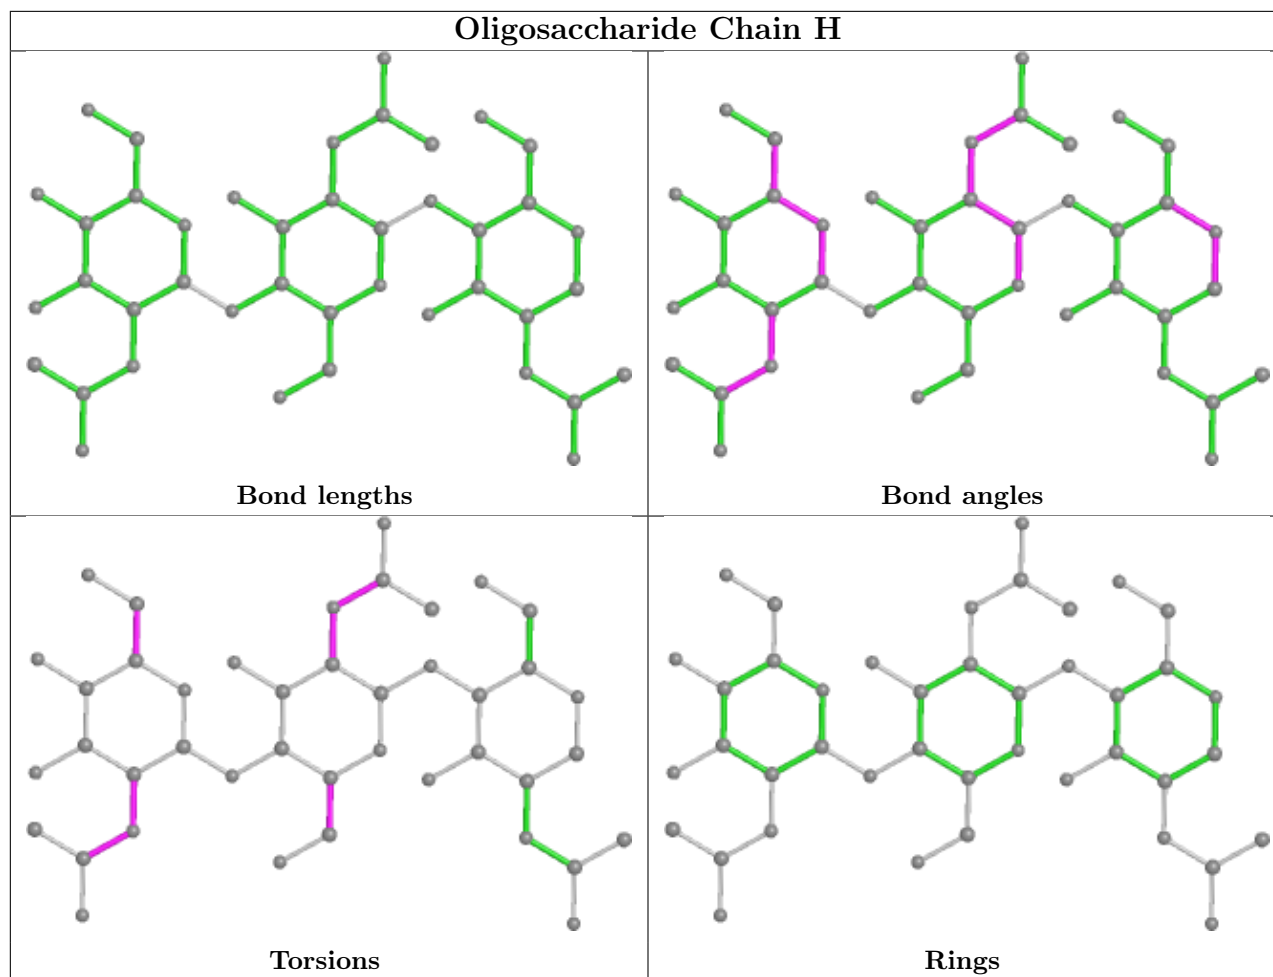 Oligosaccharide Chain H
Bond lengths
Bond angles
Torsions
Rings